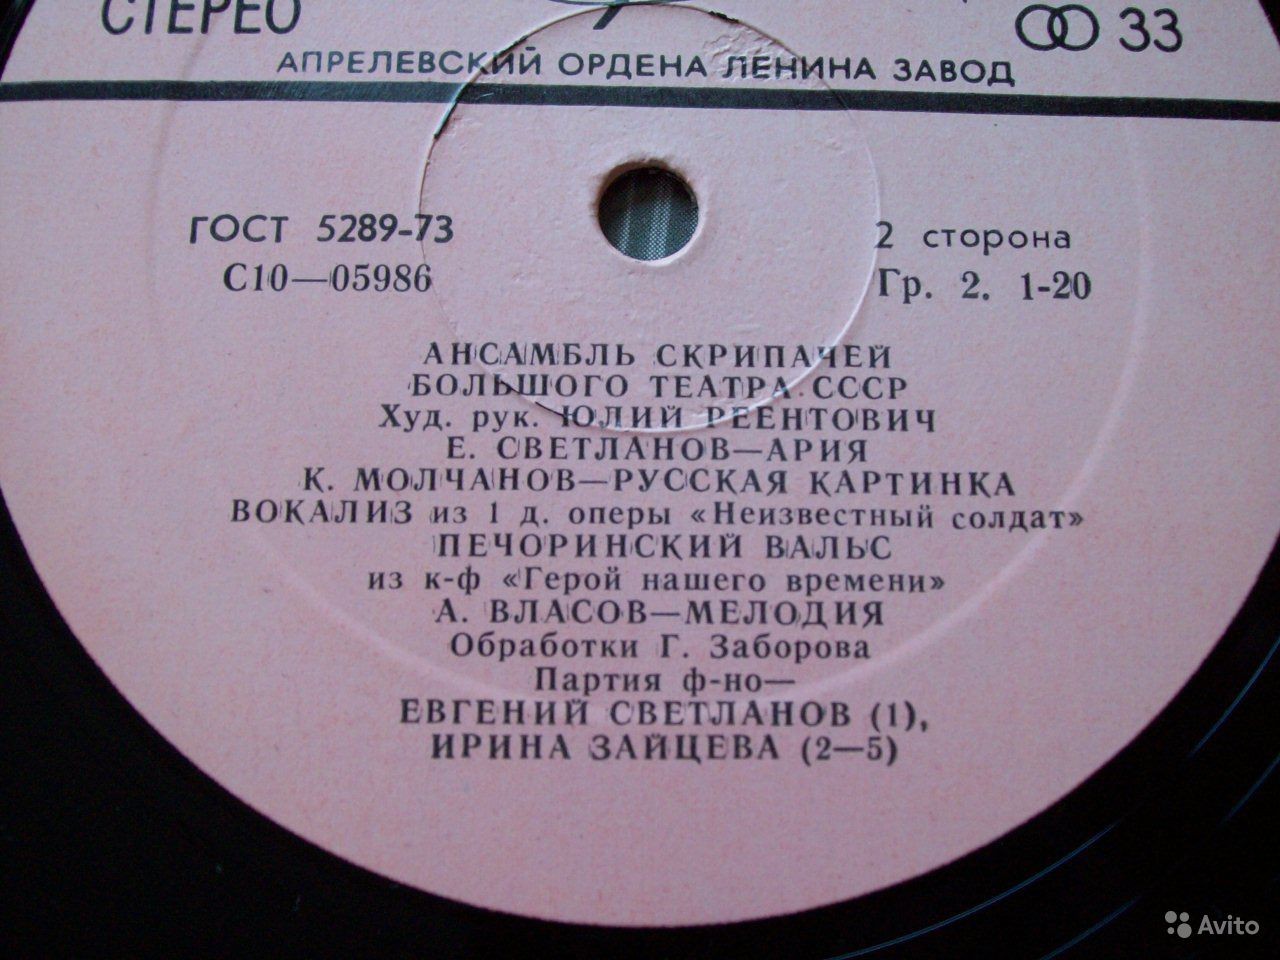 СТЕРЕО
33
АПРЕЛЕВСКИЙ ОРДЕНА ЛЕНИНА ЗАВОД
ГОСТ 5289-73
2 сторона
С10—05986
Гр. 2. 1-20
АНСАМБЛЬ СКРИПАЧЕЙ
БОЛЬШОГО ТЕАТРА СССР
Худ. рук. ЮЛИЙ РЕЕНТОВИЧ
Е. СВЕТЛАНОВ—АРИЯ
К. МОЛЧАНОВ—РУССКАЯ КАРТИНКА
ВОКАЛИЗ из 1 д. оперы «Неизвестный солдат»
ПЕЧОРИНСКИЙ ВАЛЬС
из к-ф «Герой нашего времени»
А. ВЛАСОВ—МЕЛОДИЯ
Обработки Г. Заборова
Партия ф-но—
ЕВГЕНИЙ СВЕТЛАНОВ (1),
ИРИНА ЗАЙЦЕВА (2—5)
Avito